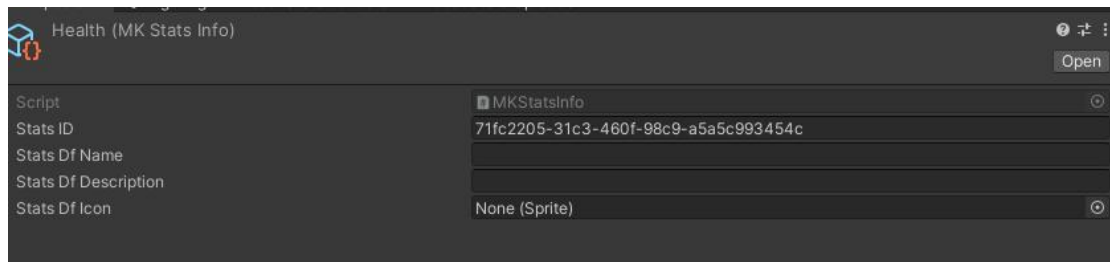 Health (MK Stats Info)
Open
Script MKStatsInfo
Stats ID 71fc2205-31c3-460f-98c9-a5a5c993454c
Stats Df Name
Stats Df Description
Stats Df Icon None (Sprite)